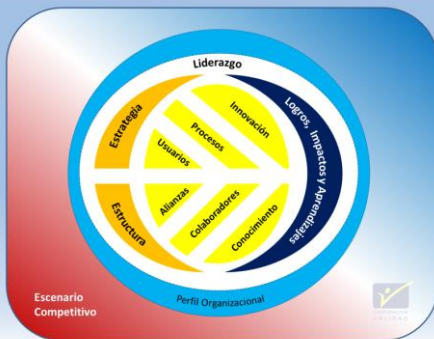 Liderazgo
Estrategia
Innovación
Procesos
Usuarios
Logros, Impactos y Aprendizajes
Estructura
Alianzas
Colaboradores
Conocimiento
Perfil Organizacional
Escenario
Competitivo